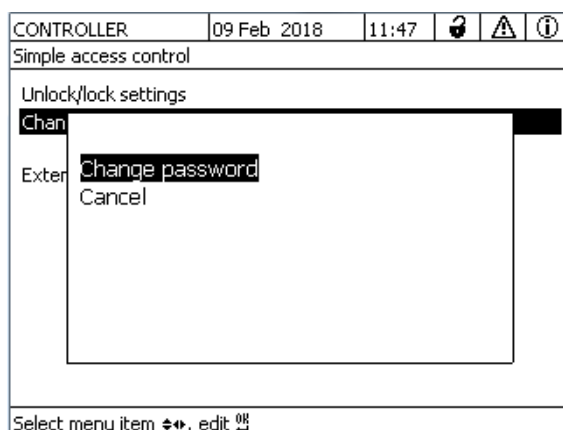 CONTROLLER 09 Feb 2018 11:47
Simple access control
Unlock/lock settings
Chan
Change password
Exter
Cancel
Select menu item, edit OK